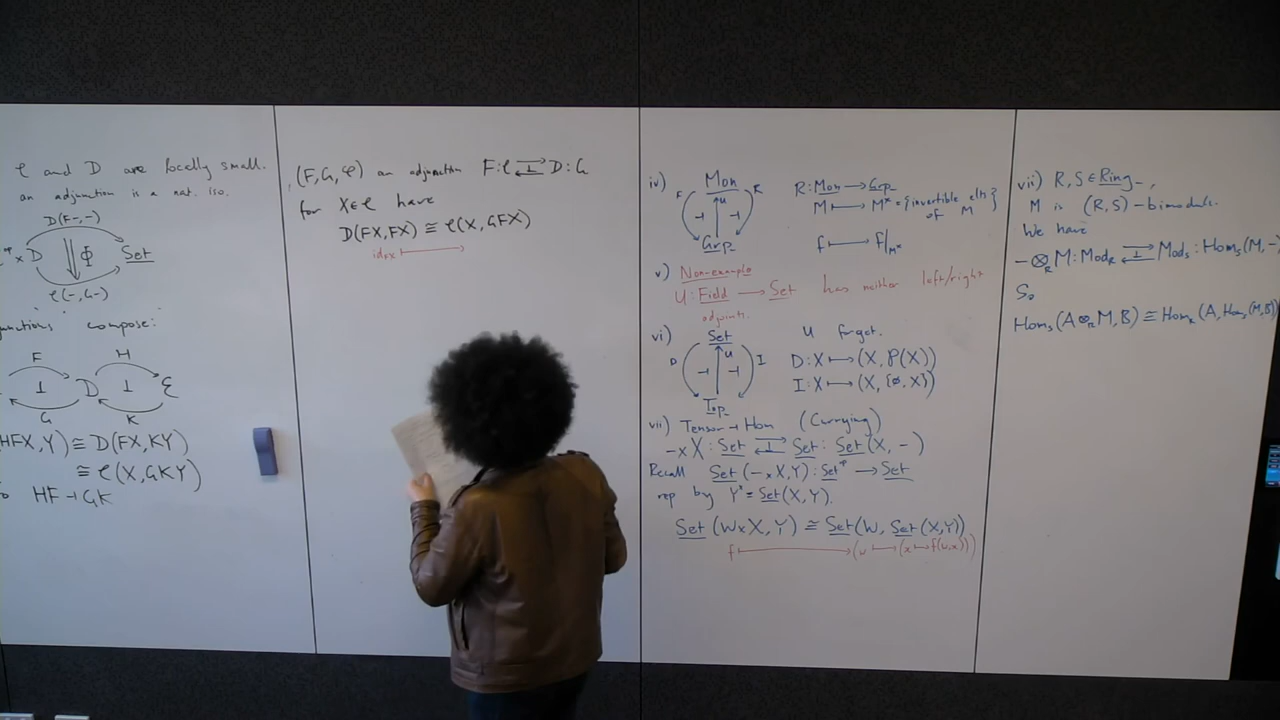 C and D are locally small.
an adjunction is a nat. iso.
D(F-,-)
op x D Φ Set
C(-,G-)
compose:
F H
⊥ D ⊥ E
G K
HFX,Y) ≅ D(FX,KY)
≅ C(X,GKY)
HF ⊣ GK
(F,G,φ) an adjunction F:C ⇄ D:G
for X∈C have
D(FX,FX) ≅ C(X,GFX)
id_FX ⟼
iv) Mon R: Mon → Grp
F ⊣ U ⊣ R M ⟼ M^× = {invertible elts of M}
Grp f ⟼ f|_M^×
v) Non-example
U: Field → Set has neither left/right
adjoints.
vi) Set U forget.
D ⊣ U ⊣ I D: X ⟼ (X, P(X))
I: X ⟼ (X, {∅, X})
Top
vii) Tensor ⊣ Hom (Currying)
-×X : Set ⇄ Set : Set(X, -)
Recall Set(-×X,Y) : Set^op → Set
rep by Y^X = Set(X,Y).
Set(W×X,Y) ≅ Set(W, Set(X,Y))
f ⟼ (w ⟼ (x ⟼ f(w,x)))
vii) R, S ∈ Ring,
M is (R,S)-bimodule.
We have
-⊗_R M: Mod_R ⇄ Mod_S : Hom_S(M,-
So
Hom_S(A⊗_R M, B) ≅ Hom_R(A, Hom_S(M,B))